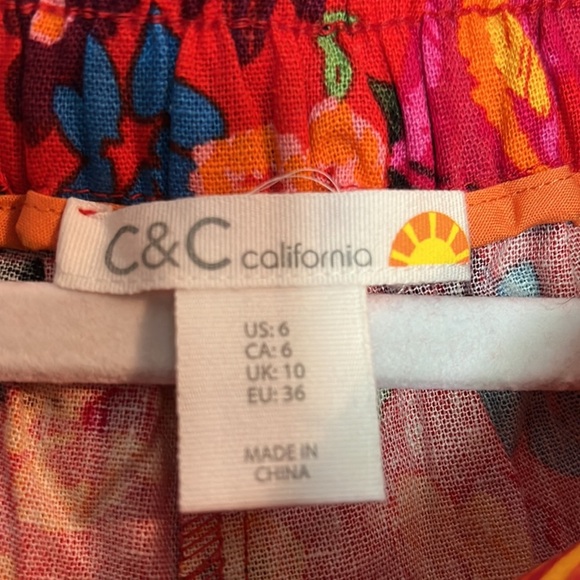 C&C california
US: 6
CA: 6
UK: 10
EU: 36
MADE IN
CHINA